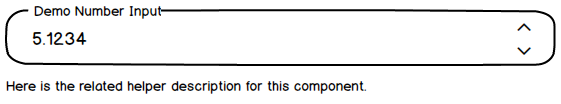 Demo Number Input
5.1234
Here is the related helper description for this component.